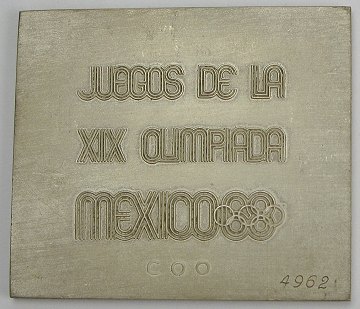 JUEGOS DE LA
XIX OLIMPIADA
MEXICO68
COO
4962